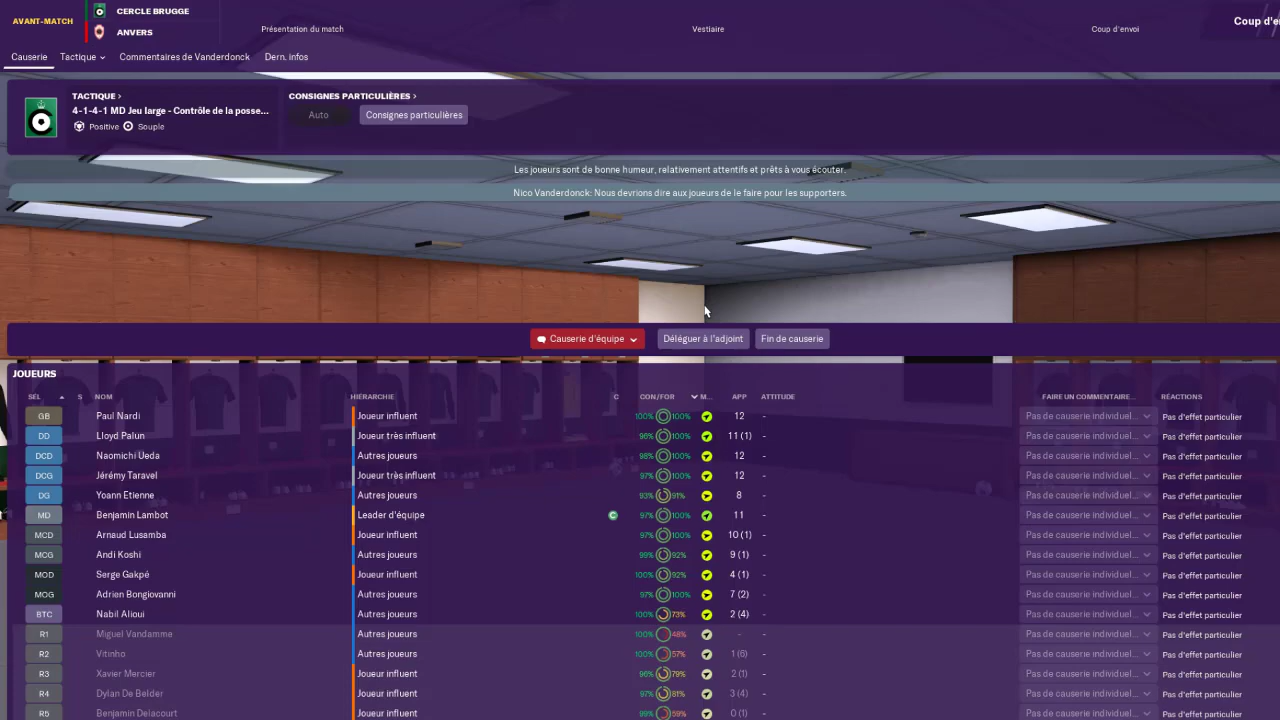 AVANT-MATCH
CERCLE BRUGGE
ANVERS
Présentation du match
Vestiaire
Coup d'envoi
Causerie Tactique Commentaires de Vanderdonck Dern. infos
TACTIQUE >
4-1-4-1 MD Jeu large - Contrôle de la posse...
Positive Souple
CONSIGNES PARTICULIÈRES >
Auto Consignes particulières
Les joueurs sont de bonne humeur, relativement attentifs et prêts à vous écouter.
Nico Vanderdonck: Nous devrions dire aux joueurs de le faire pour les supporters.
Causerie d'équipe Déléguer à l'adjoint Fin de causerie
JOUEURS
SÉL S NOM HIÉRARCHIE C CON/FOR M... APP ATTITUDE FAIRE UN COMMENTAIRE... RÉACTIONS
GB Paul Nardi Joueur influent 100% 100% 12 - Pas de causerie individuel... Pas d'effet particulier
DD Lloyd Palun Joueur très influent 96% 100% 11 (1) - Pas de causerie individuel... Pas d'effet particulier
DCD Naomichi Ueda Autres joueurs 98% 100% 12 - Pas de causerie individuel... Pas d'effet particulier
DCG Jérémy Taravel Joueur très influent 97% 100% 12 - Pas de causerie individuel... Pas d'effet particulier
DG Yoann Etienne Autres joueurs 93% 91% 8 - Pas de causerie individuel... Pas d'effet particulier
MD Benjamin Lambot Leader d'équipe C 97% 100% 11 - Pas de causerie individuel... Pas d'effet particulier
MCD Arnaud Lusamba Joueur influent 97% 100% 10 (1) - Pas de causerie individuel... Pas d'effet particulier
MCG Andi Koshi Autres joueurs 99% 92% 9 (1) - Pas de causerie individuel... Pas d'effet particulier
MOD Serge Gakpé Joueur influent 100% 92% 4 (1) - Pas de causerie individuel... Pas d'effet particulier
MOG Adrien Bongiovanni Autres joueurs 97% 100% 7 (2) - Pas de causerie individuel... Pas d'effet particulier
BTC Nabil Alioui Autres joueurs 100% 73% 2 (4) - Pas de causerie individuel... Pas d'effet particulier
R1 Miguel Vandamme Autres joueurs 100% 48% - - Pas de causerie individuel... Pas d'effet particulier
R2 Vitinho Autres joueurs 100% 57% 1 (6) - Pas de causerie individuel... Pas d'effet particulier
R3 Xavier Mercier Joueur influent 96% 79% 2 (1) - Pas de causerie individuel... Pas d'effet particulier
R4 Dylan De Belder Joueur influent 97% 81% 3 (4) - Pas de causerie individuel... Pas d'effet particulier
R5 Benjamin Delacourt Joueur influent 99% 59% 0 (1) - Pas de causerie individuel... Pas d'effet particulier